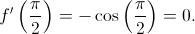 f′(π/2) = −cos(π/2) = 0.